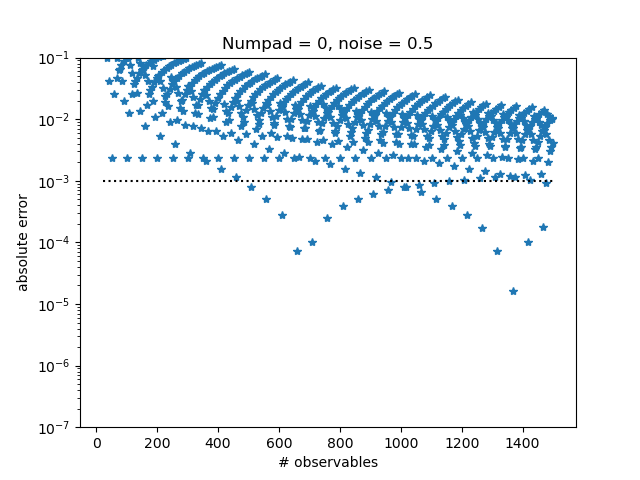 Numpad = 0, noise = 0.5
10⁻¹
10⁻²
10⁻³
10⁻⁴
10⁻⁵
10⁻⁶
10⁻⁷
absolute error
0 200 400 600 800 1000 1200 1400
# observables